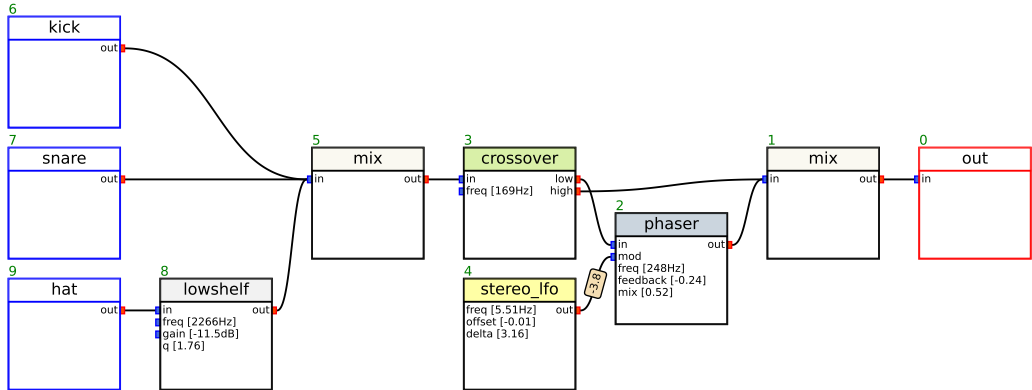 6
kick
out
7
snare
out
9
hat
out
8
lowshelf
in out
freq [2266Hz]
gain [-11.5dB]
q [1.76]
5
mix
in out
3
crossover
in low
freq [169Hz] high
4
stereo_lfo
freq [5.51Hz] out
offset [-0.01]
delta [3.16]
-3.8
2
phaser
in out
mod
freq [248Hz]
feedback [-0.24]
mix [0.52]
1
mix
in out
0
out
in